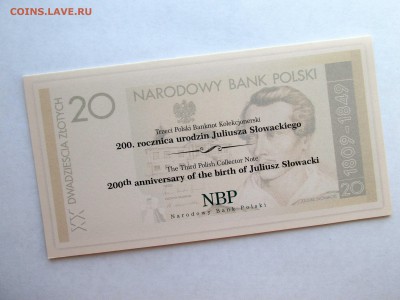 COINS.LAVE.RU
20
NARODOWY BANK POLSKI
XX DWADZIEŚCIA ZŁOTYCH
Trzeci Polski Banknot Kolekcjonerski
200. rocznica urodzin Juliusza Słowackiego
The Third Polish Collector Note
200th anniversary of the birth of Juliusz Słowacki
NBP
Narodowy Bank Polski
1809-1849
20